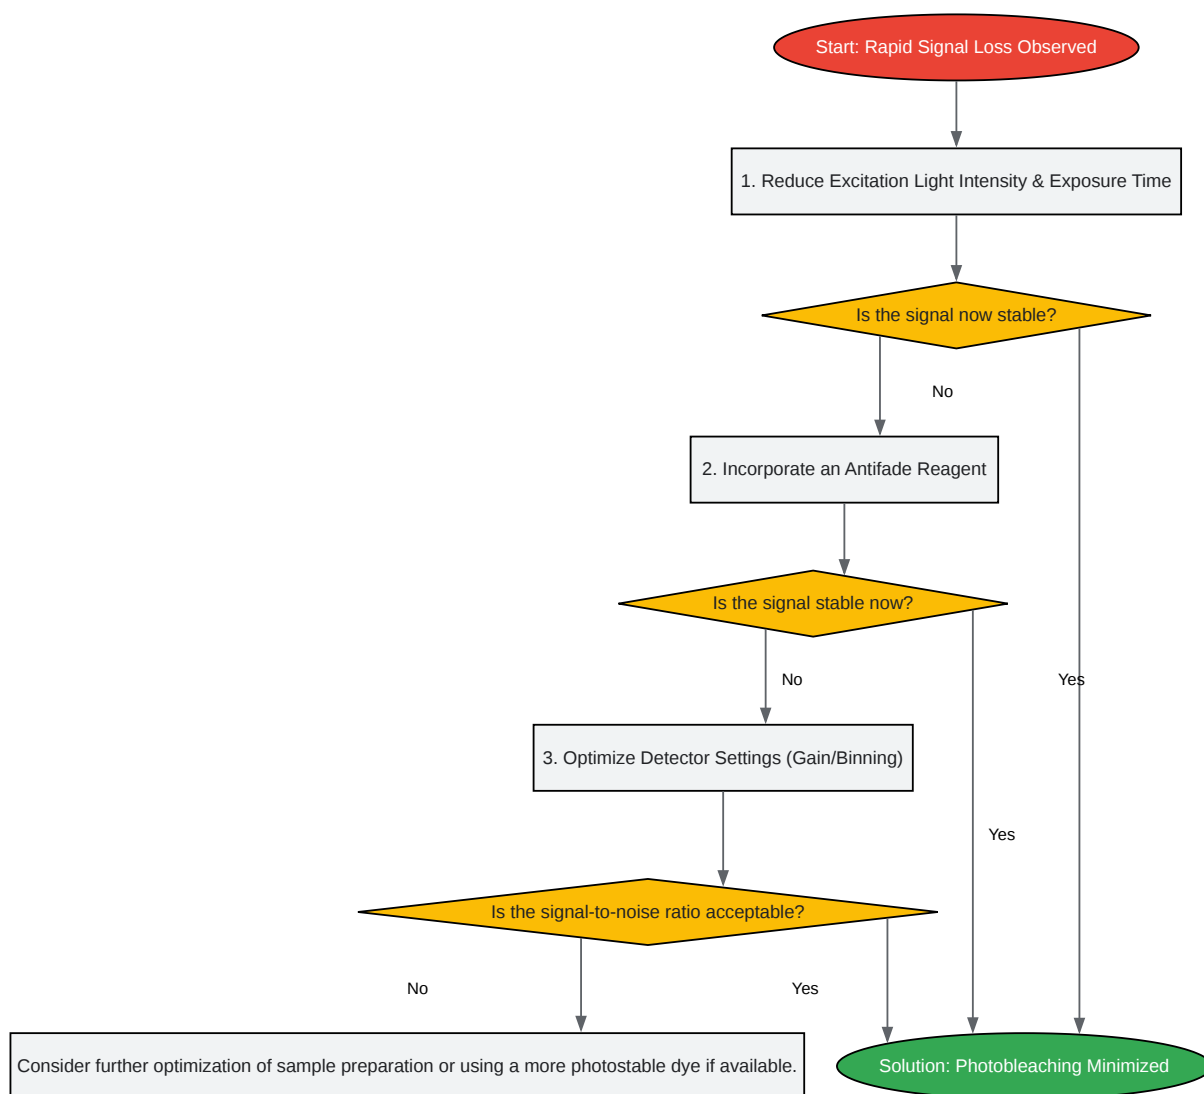 Start: Rapid Signal Loss Observed
1. Reduce Excitation Light Intensity & Exposure Time
Is the signal now stable?
No
2. Incorporate an Antifade Reagent
Is the signal stable now?
No
Yes
3. Optimize Detector Settings (Gain/Binning)
Yes
Is the signal-to-noise ratio acceptable?
No
Yes
Consider further optimization of sample preparation or using a more photostable dye if available.
Solution: Photobleaching Minimized